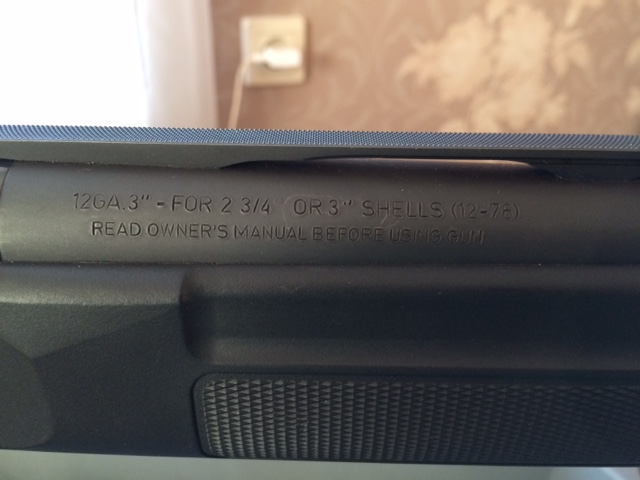 12GA.3" - FOR 2 3/4 " OR 3" SHELLS (12-76)
READ OWNER'S MANUAL BEFORE USING GUN